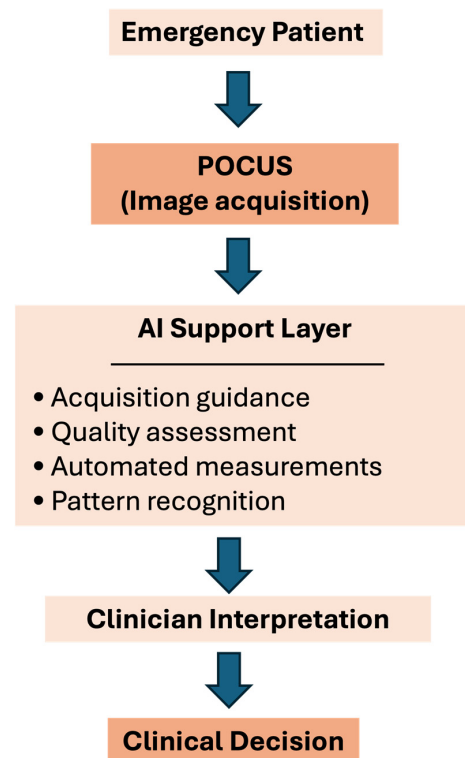 Emergency Patient
POCUS
(Image acquisition)
AI Support Layer
• Acquisition guidance
• Quality assessment
• Automated measurements
• Pattern recognition
Clinician Interpretation
Clinical Decision